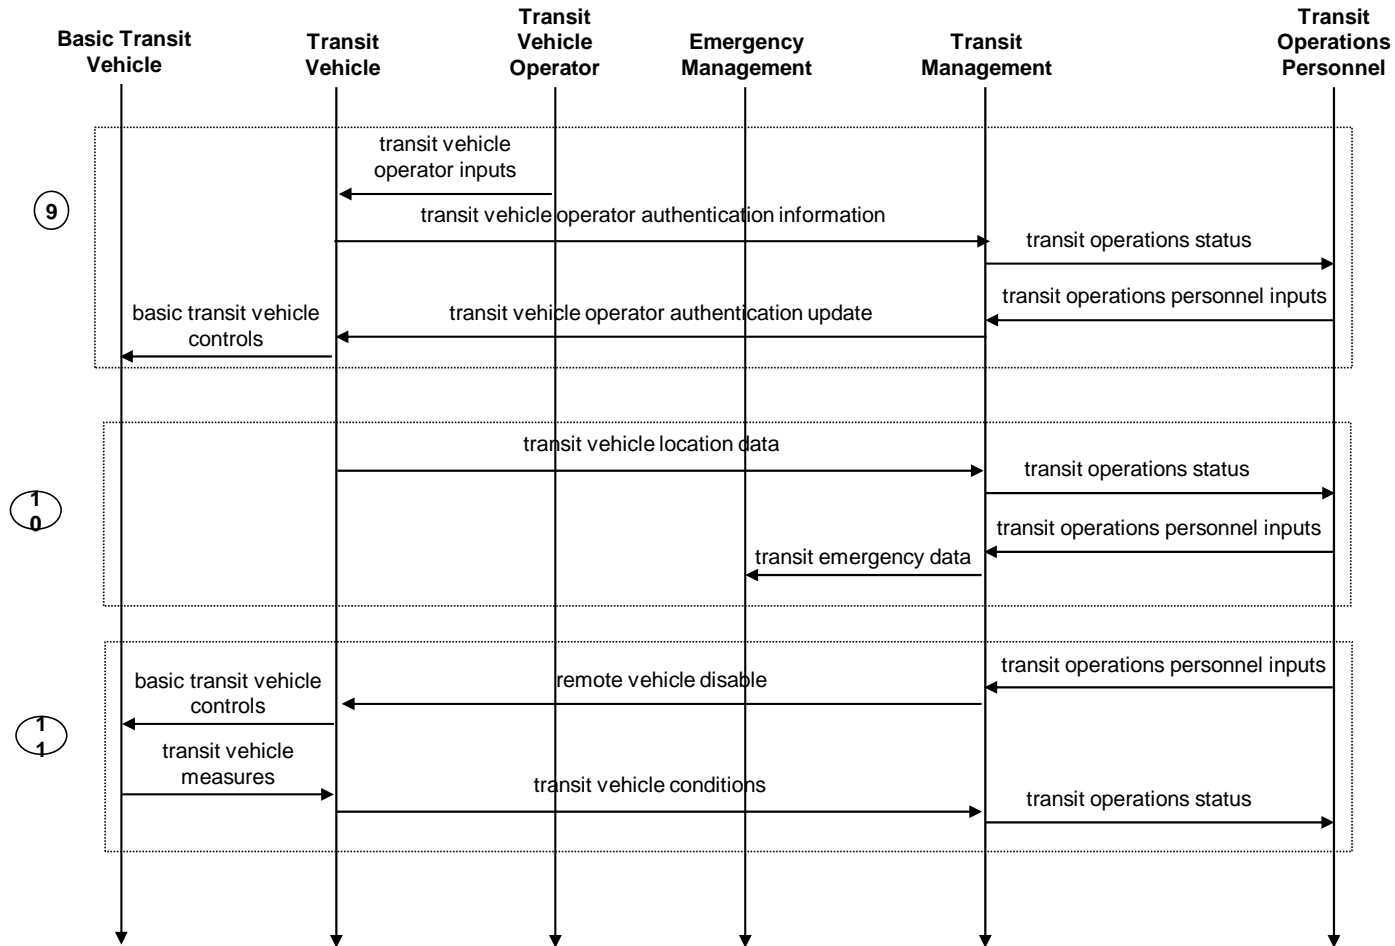 Basic Transit
Vehicle
Transit
Vehicle
Transit
Vehicle
Operator
Emergency
Management
Transit
Management
Transit
Operations
Personnel
9
transit vehicle
operator inputs
transit vehicle operator authentication information
transit operations status
transit operations personnel inputs
transit vehicle operator authentication update
basic transit vehicle
controls
1
0
transit vehicle location data
transit operations status
transit operations personnel inputs
transit emergency data
1
1
transit operations personnel inputs
remote vehicle disable
basic transit vehicle
controls
transit vehicle
measures
transit vehicle conditions
transit operations status